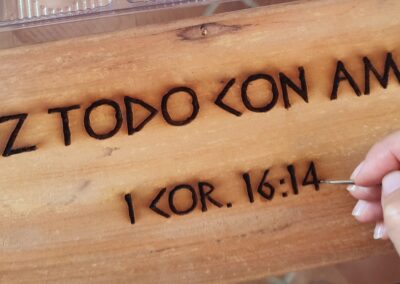 Z TODO CON AM
1 COR. 16:14